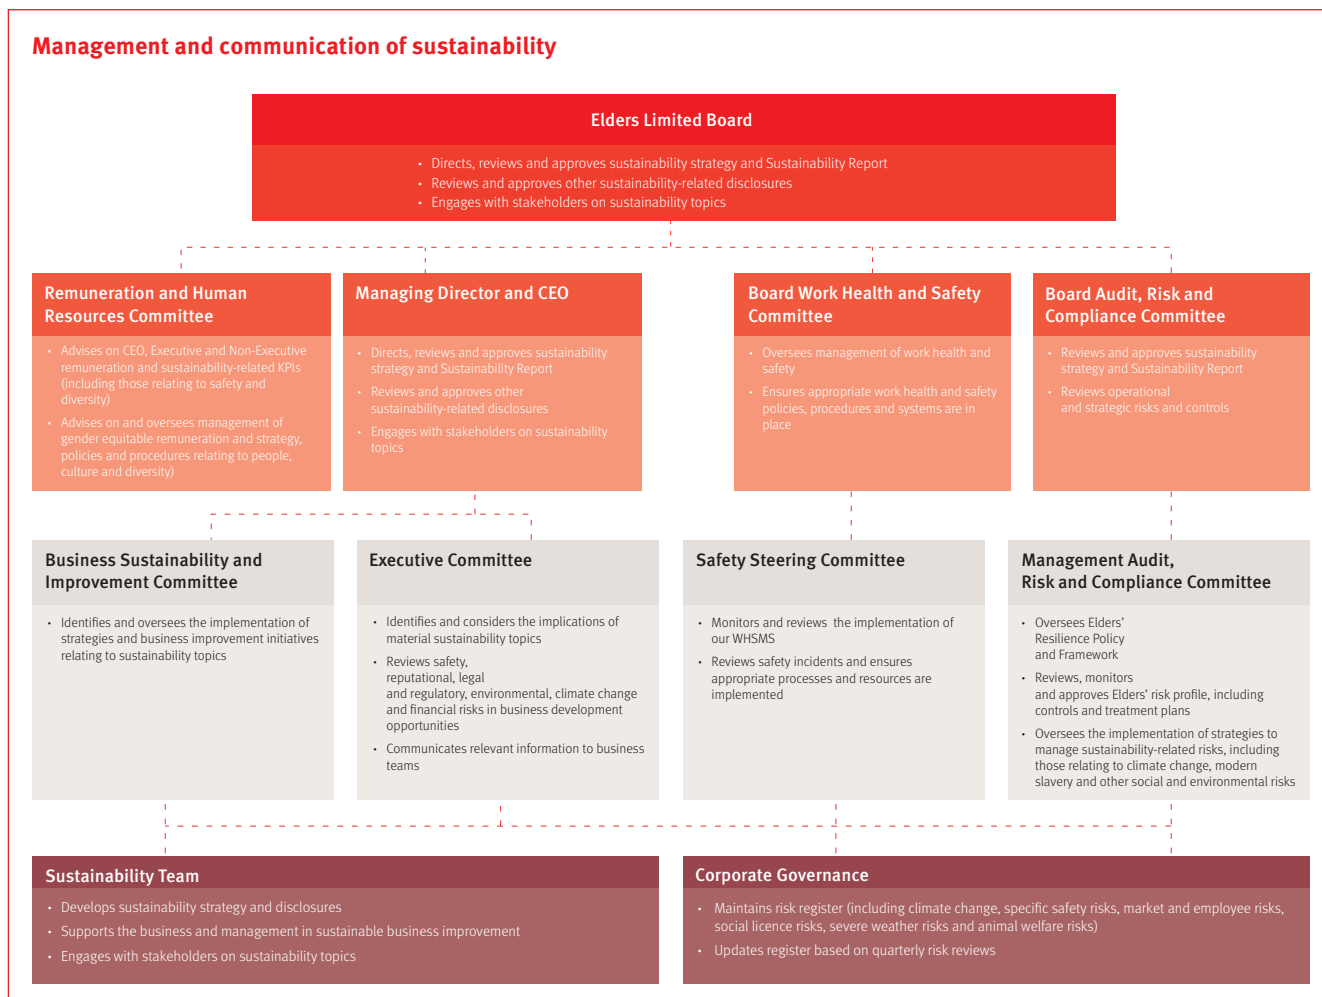 Management and communication of sustainability
Elders Limited Board
• Directs, reviews and approves sustainability strategy and Sustainability Report
• Reviews and approves other sustainability-related disclosures
• Engages with stakeholders on sustainability topics
Remuneration and Human
Resources Committee
• Advises on CEO, Executive and Non-Executive
remuneration and sustainability-related KPIs
(including those relating to safety and
diversity)
• Advises on and oversees management of
gender equitable remuneration and strategy,
policies and procedures relating to people,
culture and diversity)
Managing Director and CEO
• Directs, reviews and approves sustainability
strategy and Sustainability Report
• Reviews and approves other
sustainability-related disclosures
• Engages with stakeholders on sustainability
topics
Board Work Health and Safety
Committee
• Oversees management of work health and
safety
• Ensures appropriate work health and safety
policies, procedures and systems are in
place
Board Audit, Risk and
Compliance Committee
• Reviews and approves sustainability
strategy and Sustainability Report
• Reviews operational
and strategic risks and controls
Business Sustainability and
Improvement Committee
• Identifies and oversees the implementation of
strategies and business improvement initiatives
relating to sustainability topics
Executive Committee
• Identifies and considers the implications of
material sustainability topics
• Reviews safety,
reputational, legal
and regulatory, environmental, climate change
and financial risks in business development
opportunities
• Communicates relevant information to business
teams
Safety Steering Committee
• Monitors and reviews the implementation of
our WHSMS
• Reviews safety incidents and ensures
appropriate processes and resources are
implemented
Management Audit,
Risk and Compliance Committee
• Oversees Elders’
Resilience Policy
and Framework
• Reviews, monitors
and approves Elders’ risk profile, including
controls and treatment plans
• Oversees the implementation of strategies to
manage sustainability-related risks, including
those relating to climate change, modern
slavery and other social and environmental risks
Sustainability Team
• Develops sustainability strategy and disclosures
• Supports the business and management in sustainable business improvement
• Engages with stakeholders on sustainability topics
Corporate Governance
• Maintains risk register (including climate change, specific safety risks, market and employee risks,
social licence risks, severe weather risks and animal welfare risks)
• Updates register based on quarterly risk reviews